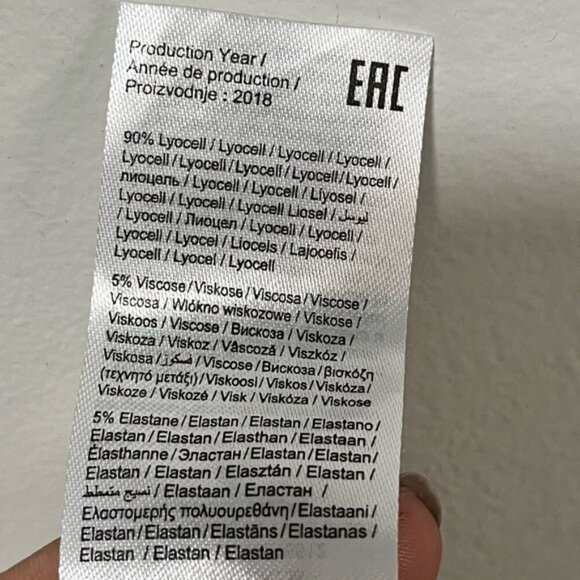 Production Year /
Année de production /
Proizvodnje : 2018
EAC
90% Lyocell / Lyocell / Lyocell / Lyocell /
Lyocell / Lyocell / Lyocell / Lyocell / Lyocell /
лиоцель / Lyocell / Lyocell / Liyosel /
Lyocell / Lyocell / Lyocell Liosel / ليوسل
/ Lyocell / Лиоцел / Lyocell / Lyocell /
Lyocell / Lyocel / Liocels / Lajocelis /
Lyocell / Lyocel / Lyocell
5% Viscose / Viskose / Viscosa / Viscose /
Viscosa / Wlókno wiskozowe / Viskose /
Viskoos / Viscose / Вискоза / Viskoza /
Viskoza / Viskoz / Vâscoză / Viszkóz /
Viskosa / فسكوز / Viscose / Вискоза / βισκόζη
(τεχνητό μετάξι) / Viskoosi / Viskos / Viskóza /
Viskoze / Viskozė / Visk / Viskóza / Viskose
5% Elastane / Elastan / Elastan / Elastano /
Elastan / Elastan / Elasthan / Elastaan /
Élasthanne / Эластан / Elastan / Elastan /
Elastan / Elastan / Elasztán / Elastan /
نسيج متمطط / Elastaan / Еластан /
Ελαστομερής πολυουρεθάνη / Elastaani /
Elastan / Elastan / Elastāns / Elastanas /
Elastan / Elastan / Elastan